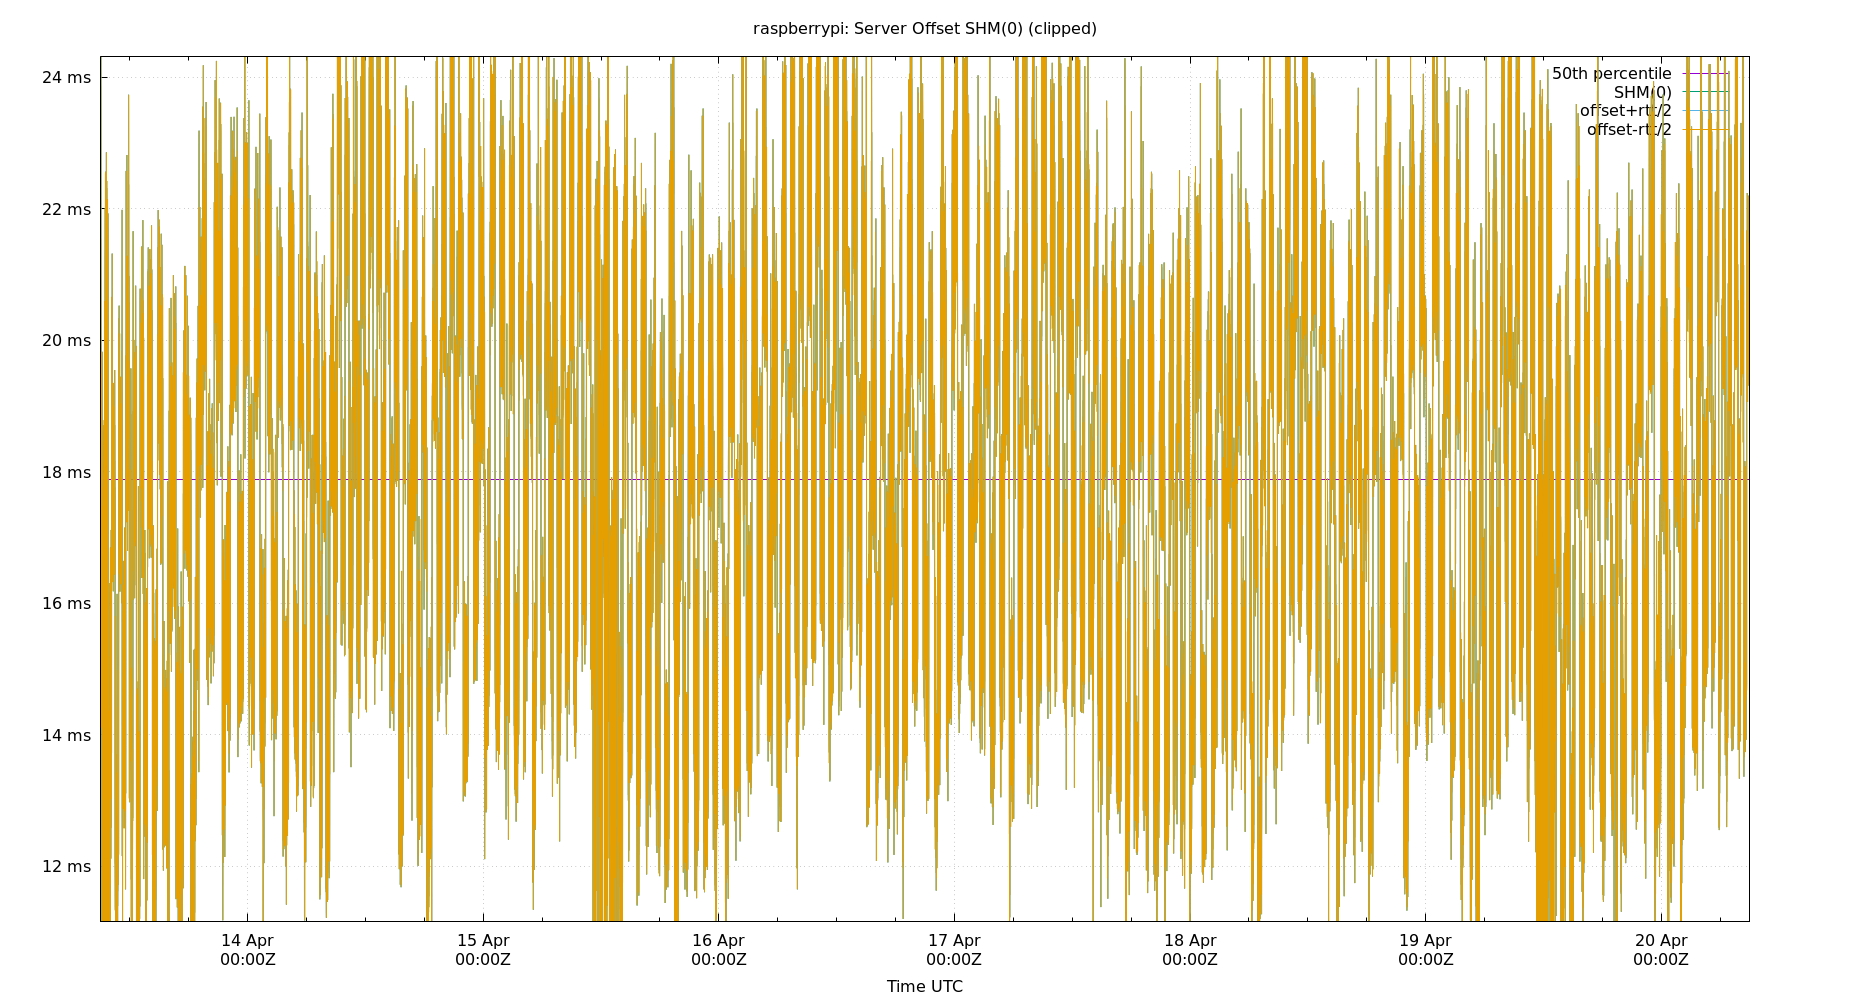 raspberrypi: Server Offset SHM(0) (clipped)
24 ms
22 ms
20 ms
18 ms
16 ms
14 ms
12 ms
50th percentile
SHM(0)
offset+rtt/2
offset-rtt/2
14 Apr
00:00Z
15 Apr
00:00Z
16 Apr
00:00Z
17 Apr
00:00Z
18 Apr
00:00Z
19 Apr
00:00Z
20 Apr
00:00Z
Time UTC